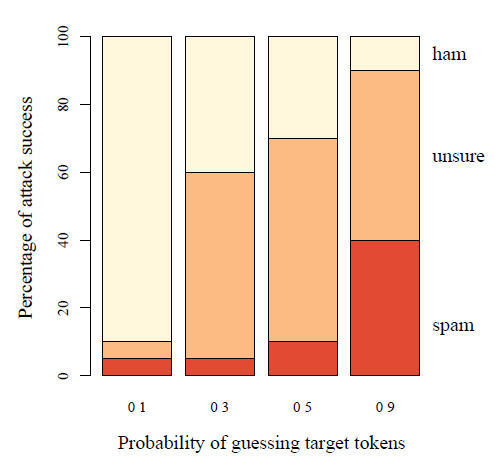 Percentage of attack success
100
80
60
40
20
0
ham
unsure
spam
0 1
0 3
0 5
0 9
Probability of guessing target tokens